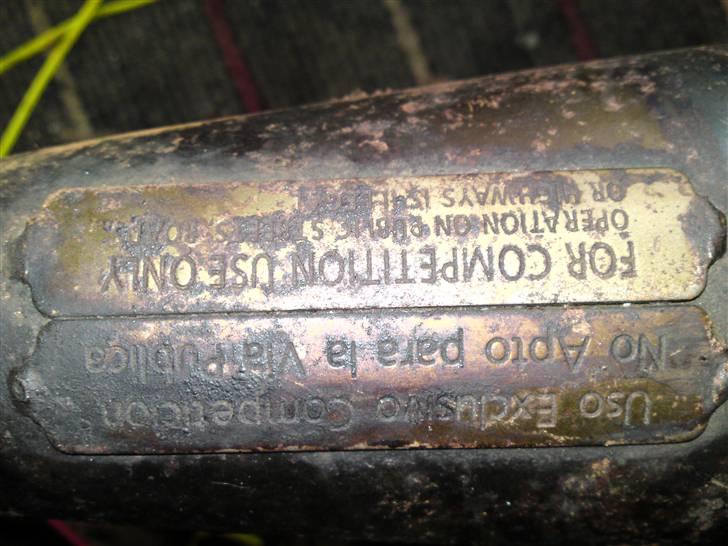 Uso Exclusivo Competicion
No Apto para la Via Publica
FOR COMPETITION USE ONLY
OPERATION ON PUBLIC STREETS, ROADS
OR HIGHWAYS IS